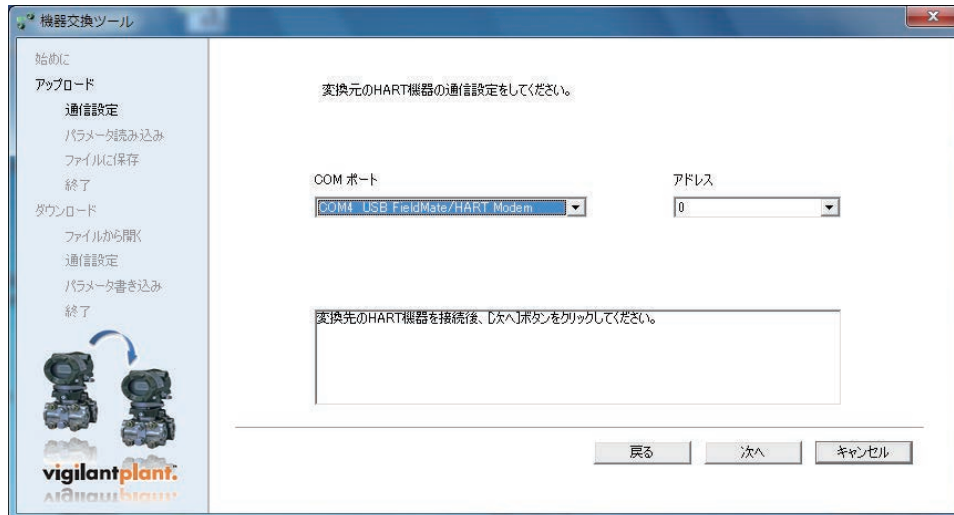 機器交換ツール
始めに
アップロード
通信設定
パラメータ読み込み
ファイルに保存
終了
ダウンロード
ファイルから開く
通信設定
パラメータ書き込み
終了
vigilantplant.
変換元のHART機器の通信設定をしてください。
COM ポート
アドレス
COM4 USB FieldMate/HART Modem
0
変換先のHART機器を接続後、[次へ]ボタンをクリックしてください。
戻る
次へ
キャンセル